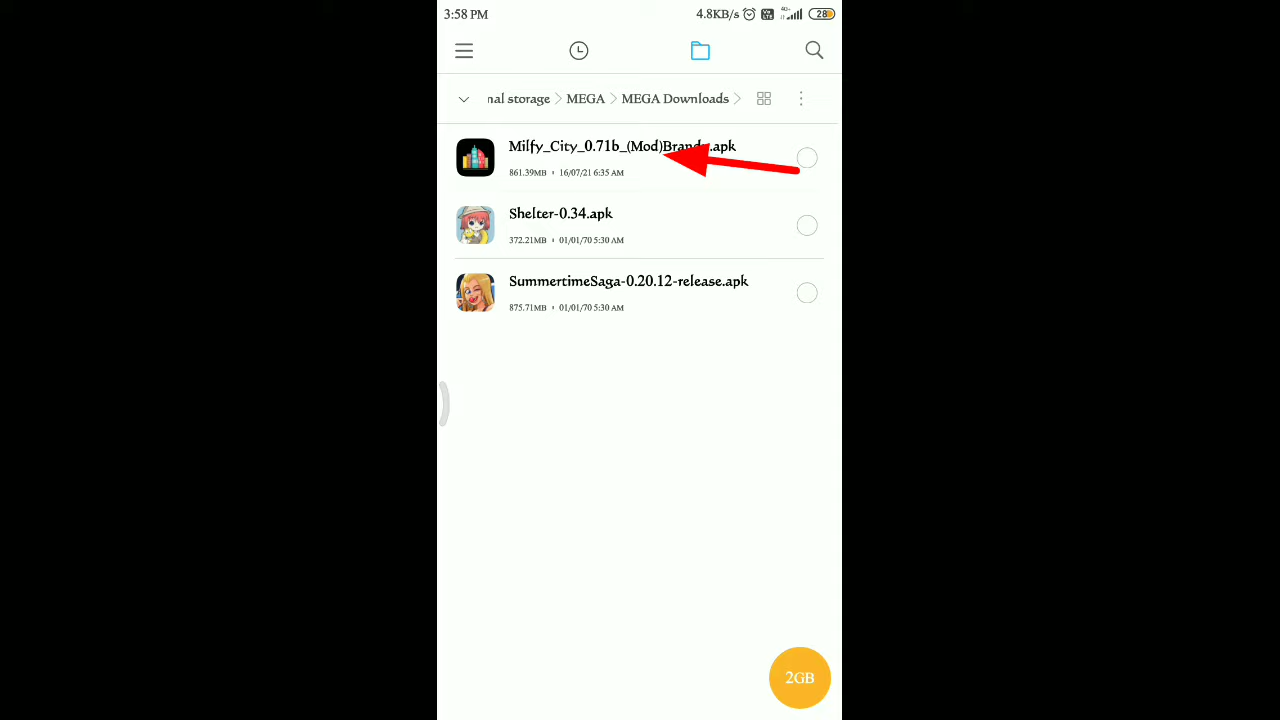 3:58 PM 4.8KB/s 4G+ 28
nal storage MEGA MEGA Downloads
Milfy_City_0.71b_(Mod)Brando.apk
861.39MB 16/07/21 6:35 AM
Shelter-0.34.apk
372.21MB 01/01/70 5:30 AM
SummertimeSaga-0.20.12-release.apk
875.71MB 01/01/70 5:30 AM
2GB